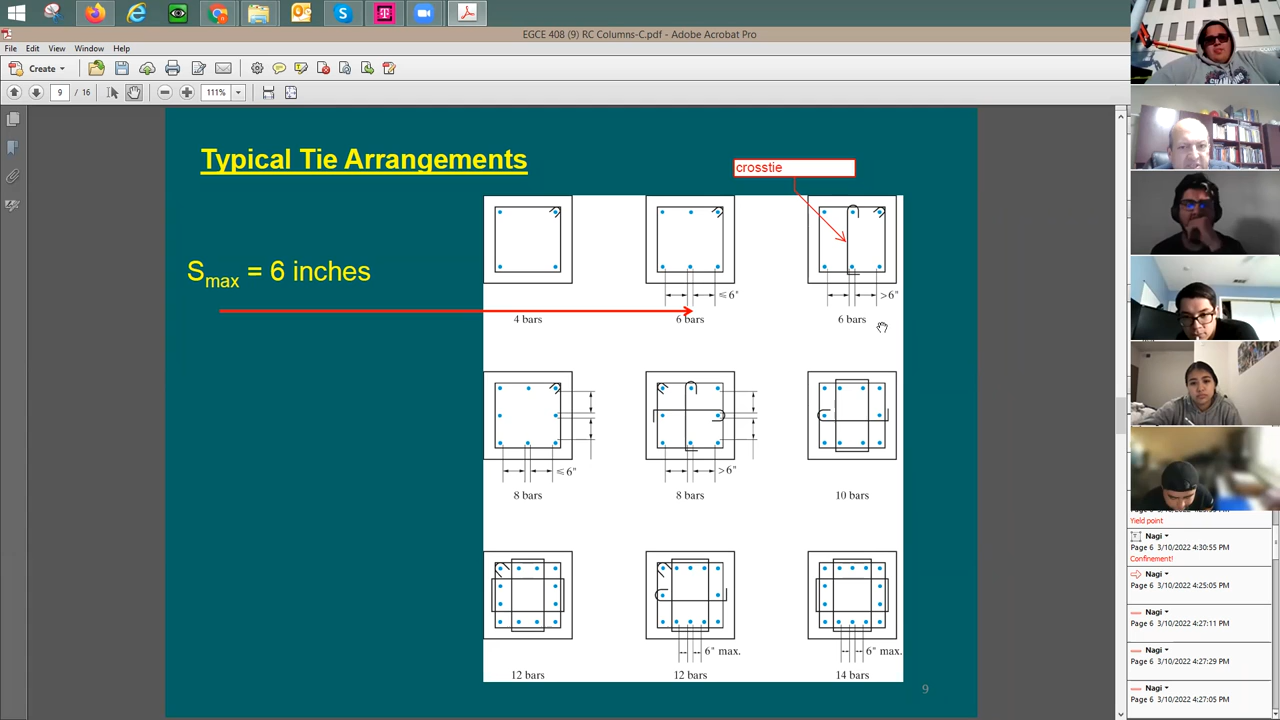 EGCE 408 (9) RC Columns-C.pdf - Adobe Acrobat Pro
File Edit View Window Help
Create
9 / 16 111%
Typical Tie Arrangements
crosstie
Smax = 6 inches
≤6" >6"
4 bars 6 bars 6 bars
≤6" >6"
8 bars 8 bars 10 bars
6" max. 6" max.
12 bars 12 bars 14 bars
9
Yield point
Nagi
Page 6 3/10/2022 4:30:55 PM
Confinement!
Nagi
Page 6 3/10/2022 4:25:05 PM
Nagi
Page 6 3/10/2022 4:27:11 PM
Nagi
Page 6 3/10/2022 4:27:29 PM
Nagi
Page 6 3/10/2022 4:27:05 PM